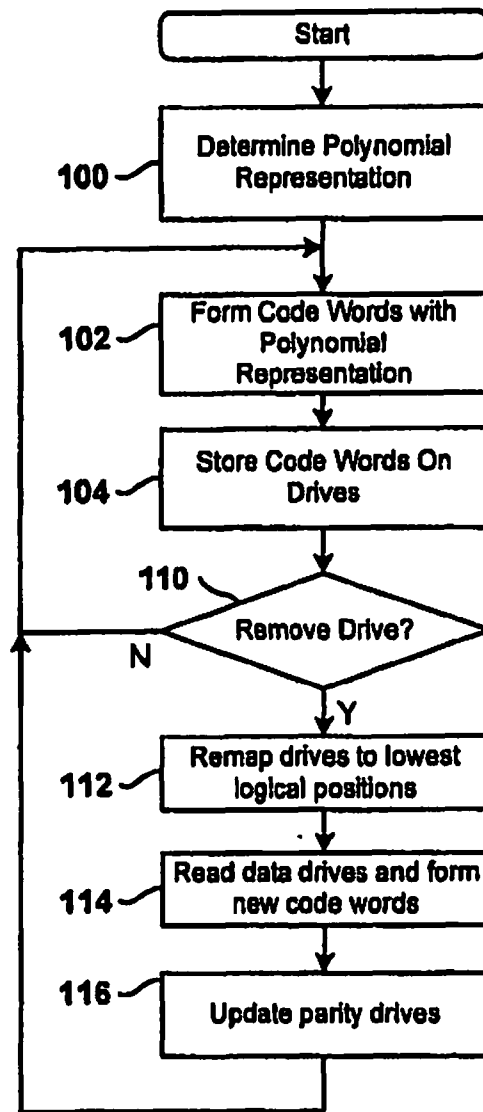 Start
100
Determine Polynomial
Representation
102
Form Code Words with
Polynomial
Representation
104
Store Code Words On
Drives
110
Remove Drive?
N
Y
112
Remap drives to lowest
logical positions
114
Read data drives and form
new code words
116
Update parity drives